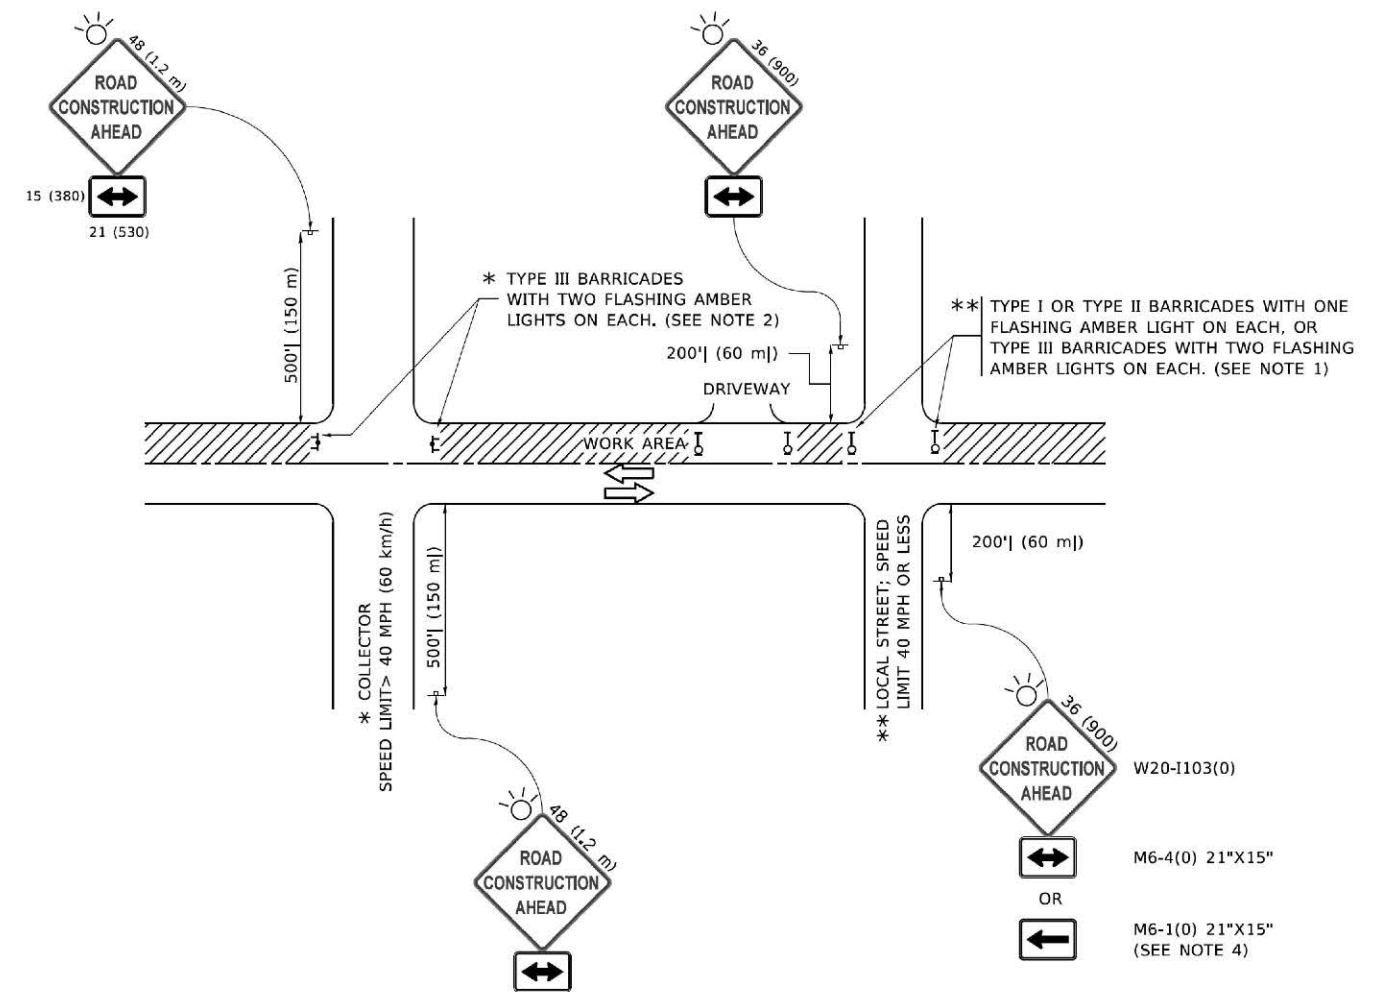 48 (1.2 m)
ROAD
CONSTRUCTION
AHEAD
15 (380)
21 (530)
36 (900)
ROAD
CONSTRUCTION
AHEAD
500'| (150 m)
* TYPE III BARRICADES
WITH TWO FLASHING AMBER
LIGHTS ON EACH. (SEE NOTE 2)
200'| (60 m|)
DRIVEWAY
** TYPE I OR TYPE II BARRICADES WITH ONE
FLASHING AMBER LIGHT ON EACH, OR
TYPE III BARRICADES WITH TWO FLASHING
AMBER LIGHTS ON EACH. (SEE NOTE 1)
WORK AREA
* COLLECTOR
SPEED LIMIT> 40 MPH (60 km/h)
500'| (150 m|)
** LOCAL STREET; SPEED
LIMIT 40 MPH OR LESS
200'| (60 m|)
48 (1.2 m)
ROAD
CONSTRUCTION
AHEAD
36 (900)
ROAD
CONSTRUCTION
AHEAD
W20-I103(0)
M6-4(0) 21"X15"
OR
M6-1(0) 21"X15"
(SEE NOTE 4)